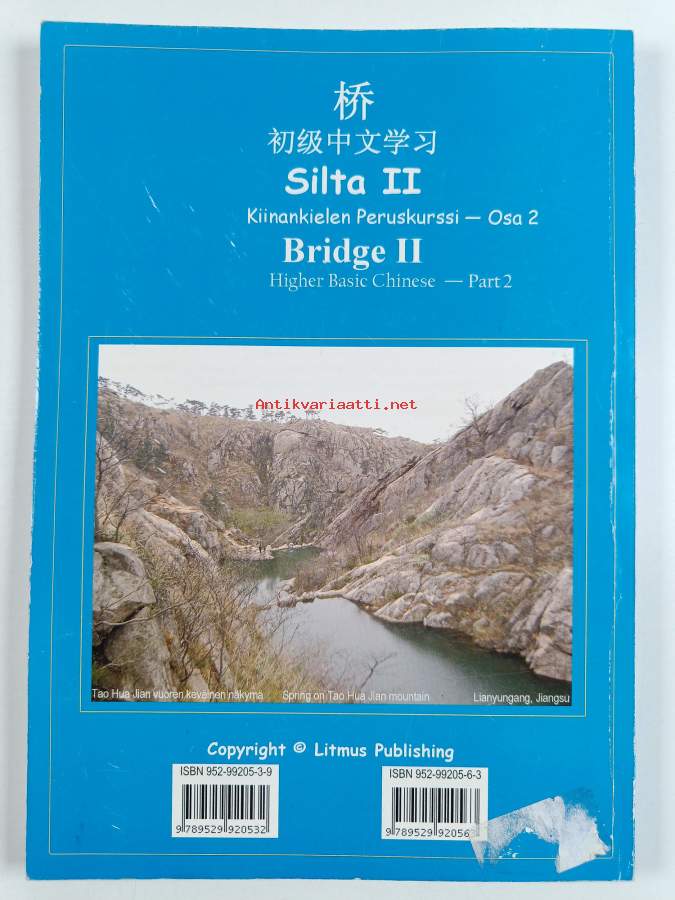 桥
初级中文学习
Silta II
Kiinankielen Peruskurssi — Osa 2
Bridge II
Higher Basic Chinese — Part 2
Antikvariaatti.net
Tao Hua Jian vuoren keväinen näkymä Spring on Tao Hua Jian mountain Lianyungang, Jiangsu
Copyright © Litmus Publishing
ISBN 952-99205-3-9 ISBN 952-99205-6-3
9 789529 920532 9 789529 92056